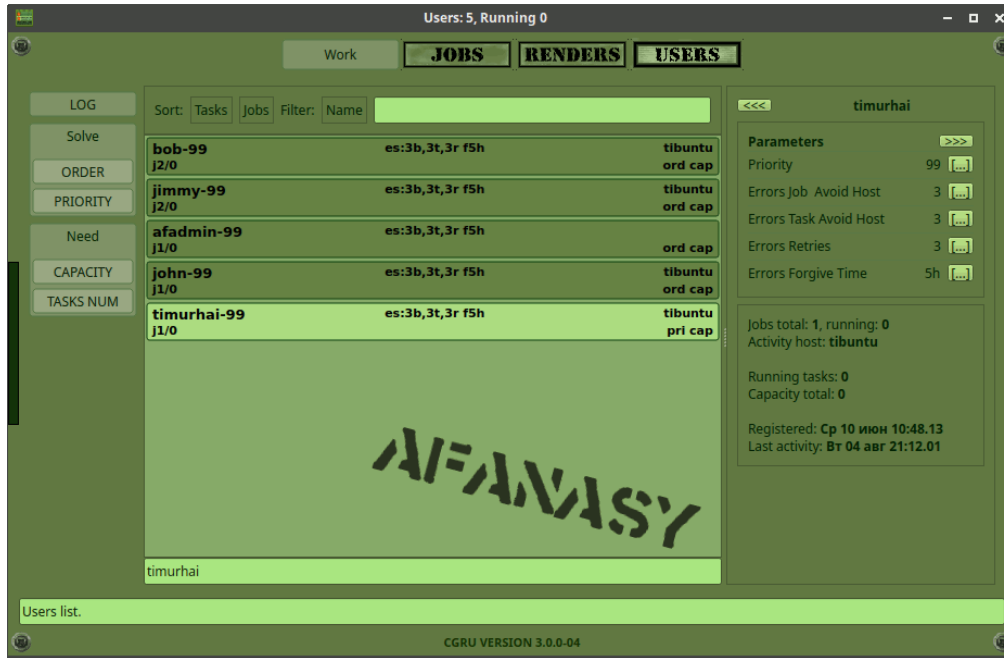 Users: 5, Running 0
Work JOBS RENDERS USERS
LOG
Solve
ORDER
PRIORITY
Need
CAPACITY
TASKS NUM
Sort: Tasks Jobs Filter: Name
bob-99 es:3b,3t,3r f5h tibuntu
j2/0 ord cap
jimmy-99 es:3b,3t,3r f5h tibuntu
j2/0 ord cap
afadmin-99 es:3b,3t,3r f5h
j1/0 ord cap
john-99 es:3b,3t,3r f5h tibuntu
j1/0 ord cap
timurhai-99 es:3b,3t,3r f5h tibuntu
j1/0 pri cap
AFANASY
timurhai
<<< timurhai
Parameters >>>
Priority 99 [...]
Errors Job Avoid Host 3 [...]
Errors Task Avoid Host 3 [...]
Errors Retries 3 [...]
Errors Forgive Time 5h [...]
Jobs total: 1, running: 0
Activity host: tibuntu
Running tasks: 0
Capacity total: 0
Registered: Ср 10 июн 10:48.13
Last activity: Вт 04 авг 21:12.01
Users list.
CGRU VERSION 3.0.0-04